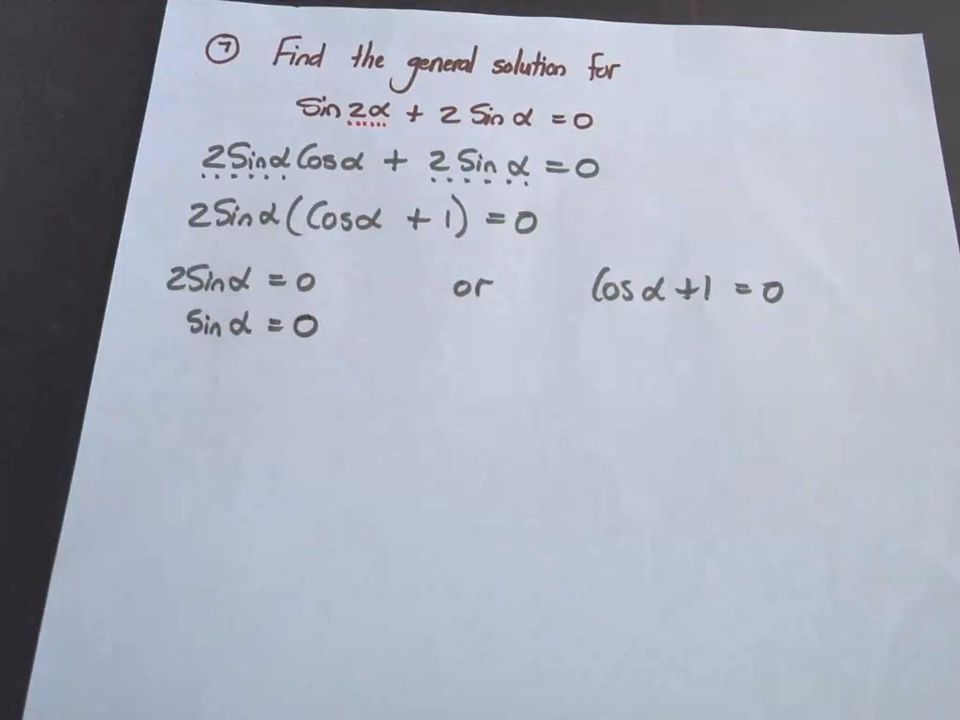 ⑦ Find the general solution for
Sin 2α + 2 Sin α = 0
2Sinα Cosα + 2 Sin α = 0
2Sinα (Cosα + 1) = 0
2Sinα = 0 or Cos α + 1 = 0
Sin α = 0